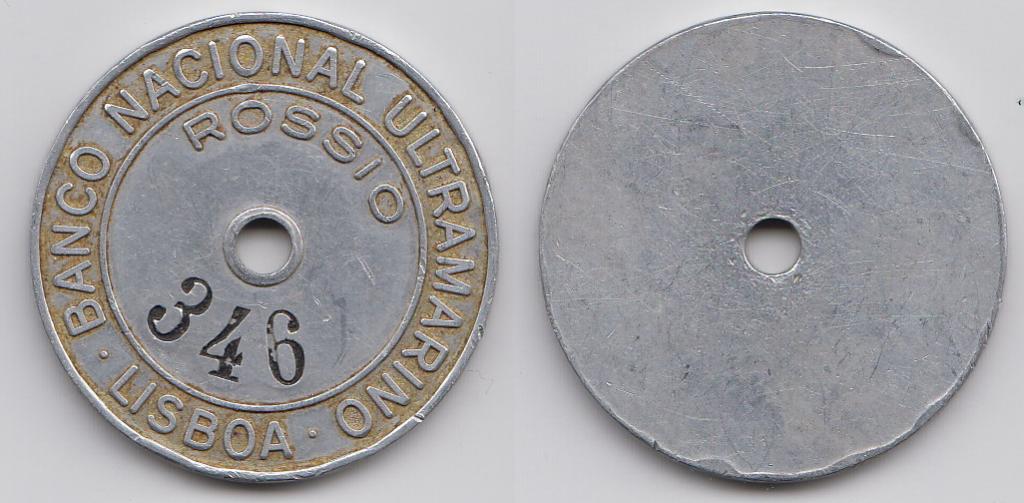 BANCO NACIONAL ULTRAMARINO
· LISBOA ·
ROSSIO
346